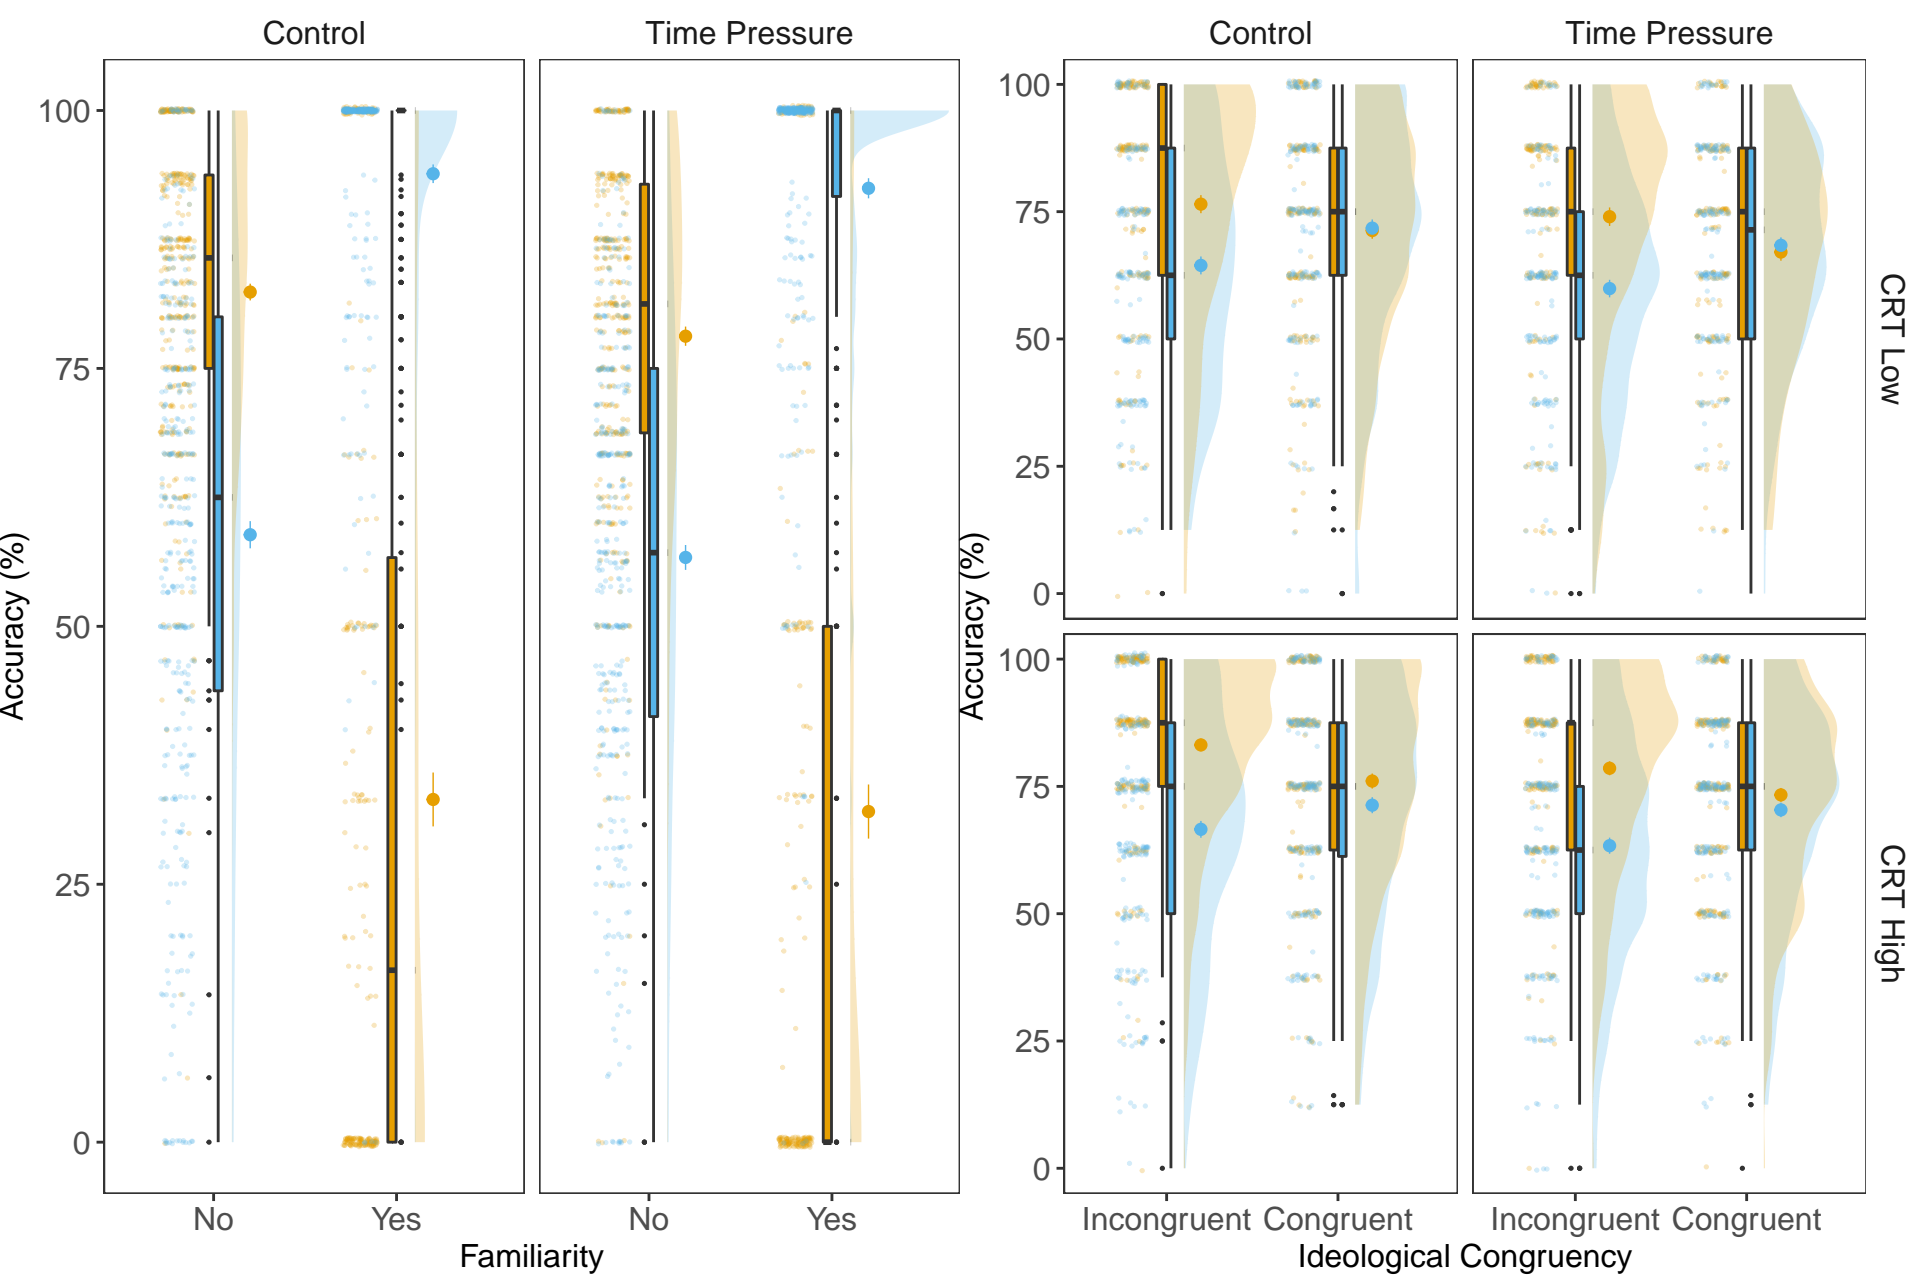 Control Time Pressure
100
75
50
25
0
Accuracy (%)
No Yes No Yes
Familiarity
Control Time Pressure
100
75
50
25
0
CRT Low
100
75
50
25
0
CRT High
Accuracy (%)
Incongruent Congruent Incongruent Congruent
Ideological Congruency